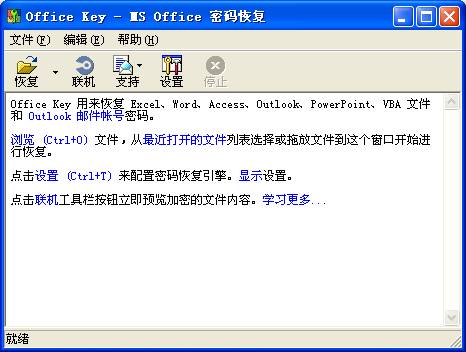 Office Key - MS Office 密码恢复
文件(F) 编辑(E) 帮助(H)
恢复 联机 支持 设置 停止
Office Key 用来恢复 Excel、Word、Access、Outlook、PowerPoint、VBA 文件
和 Outlook 邮件帐号密码。
浏览 (Ctrl+O) 文件，从最近打开的文件列表选择或拖放文件到这个窗口开始进
行恢复。
点击设置 (Ctrl+T) 来配置密码恢复引擎。显示设置。
点击联机工具栏按钮立即预览加密的文件内容。学习更多...
就绪